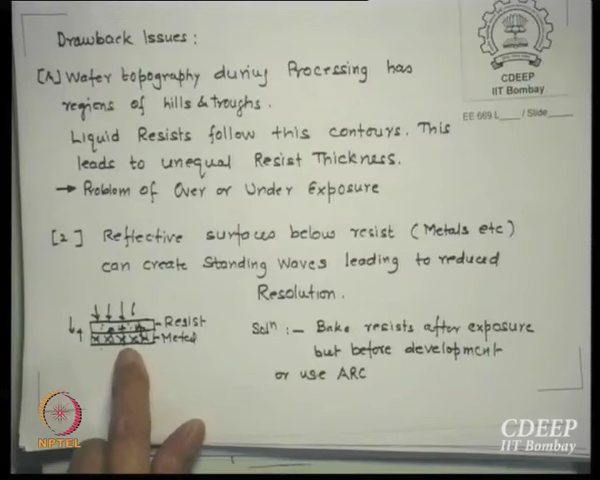 Drawback Issues:
[A] Wafer topography during Processing has
regions of hills & troughs.
Liquid Resists follow this contours. This
leads to unequal Resist Thickness.
→ Problem of Over or Under Exposure
[2] Reflective surfaces below resist (Metals etc)
can create Standing Waves leading to reduced
Resolution.
Resist
Metal
Solⁿ :- Bake resists after exposure
but before development
or use ARC
CDEEP
IIT Bombay
EE 669 L____ / Slide____
NPTEL
CDEEP
IIT Bombay